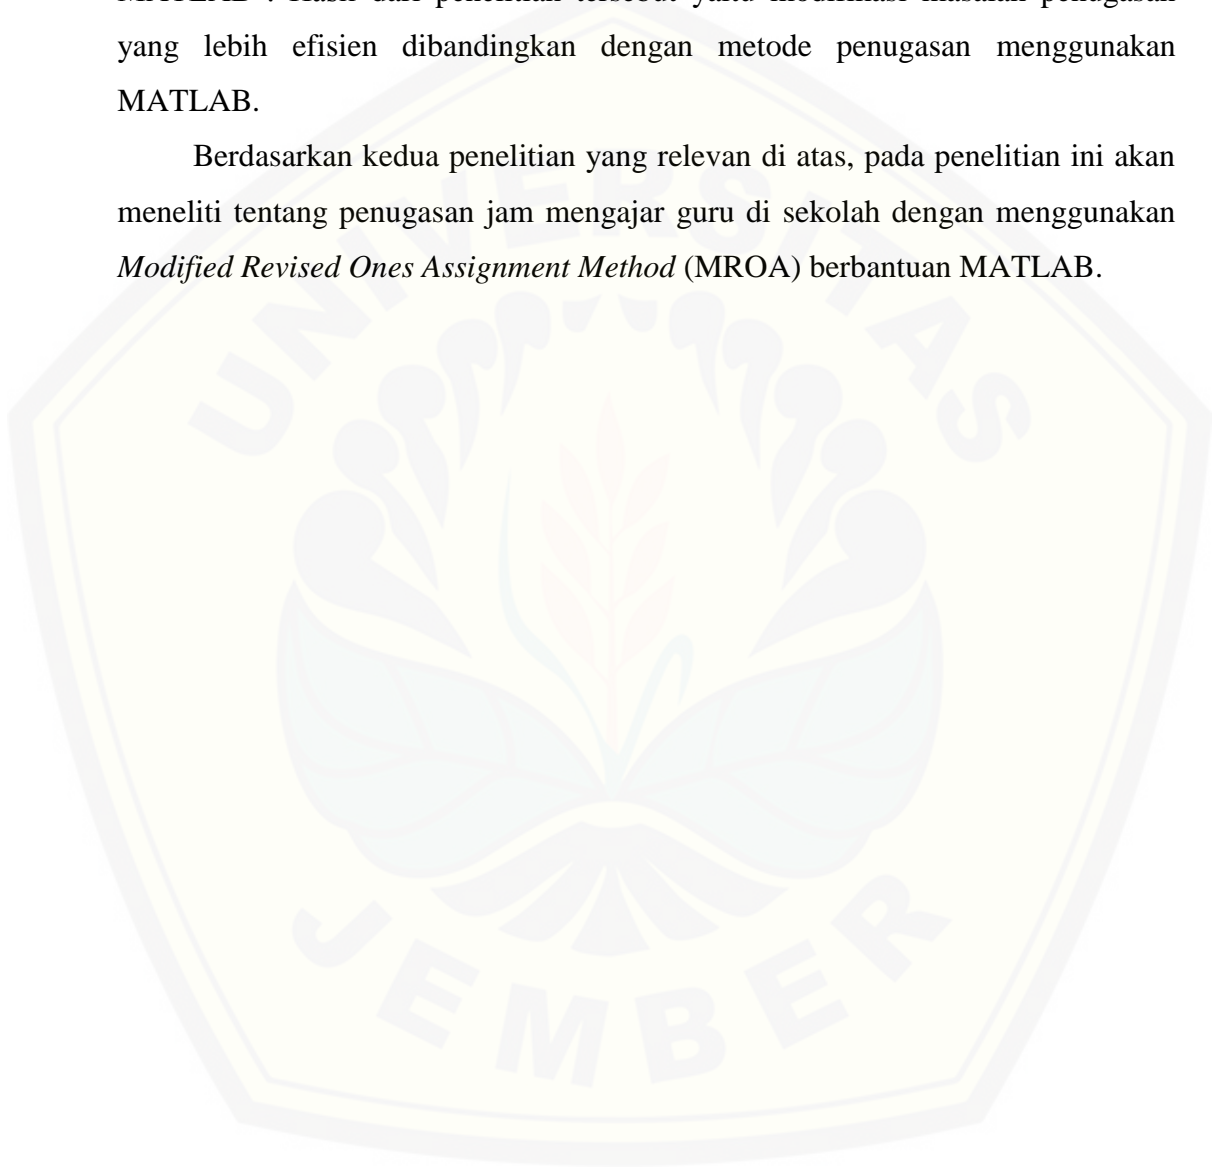 MATLAB". Hasil dari penelitian tersebut yaitu modifikasi masalah penugasan
yang lebih efisien dibandingkan dengan metode penugasan menggunakan
MATLAB.
Berdasarkan kedua penelitian yang relevan di atas, pada penelitian ini akan
meneliti tentang penugasan jam mengajar guru di sekolah dengan menggunakan
Modified Revised Ones Assignment Method (MROA) berbantuan MATLAB.
UNIVERSITAS
JEMBER